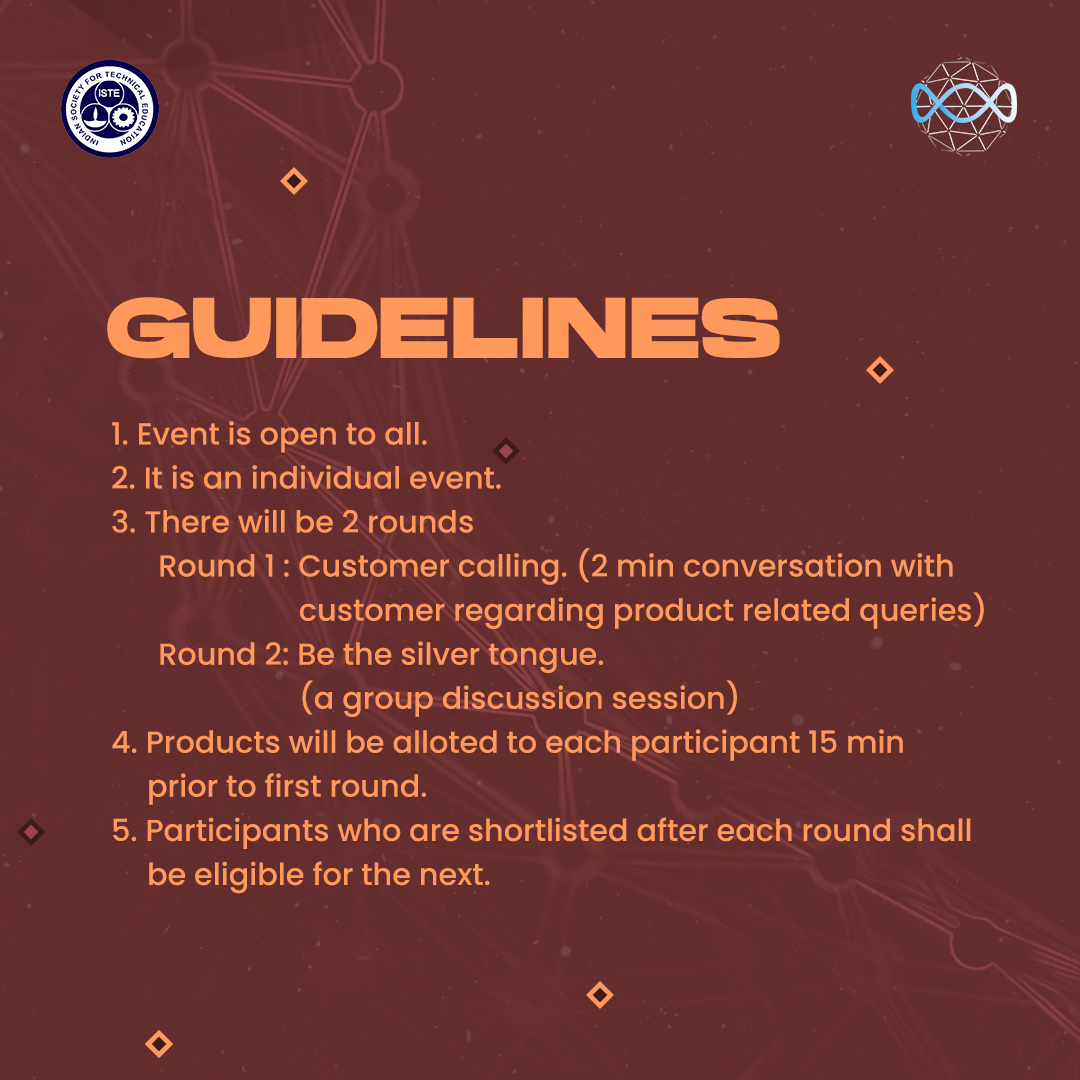 INDIAN SOCIETY FOR TECHNICAL EDUCATION
ISTE
GUIDELINES
1. Event is open to all.
2. It is an individual event.
3. There will be 2 rounds
Round 1 : Customer calling. (2 min conversation with
customer regarding product related queries)
Round 2: Be the silver tongue.
(a group discussion session)
4. Products will be alloted to each participant 15 min
prior to first round.
5. Participants who are shortlisted after each round shall
be eligible for the next.